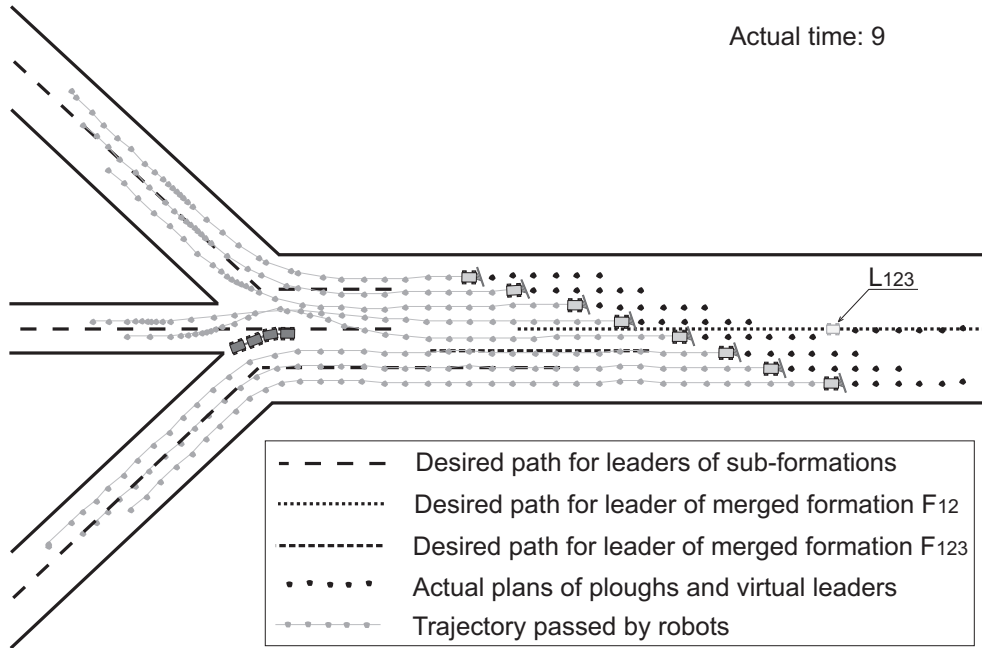 Actual time: 9
L123
Desired path for leaders of sub-formations
Desired path for leader of merged formation F12
Desired path for leader of merged formation F123
Actual plans of ploughs and virtual leaders
Trajectory passed by robots